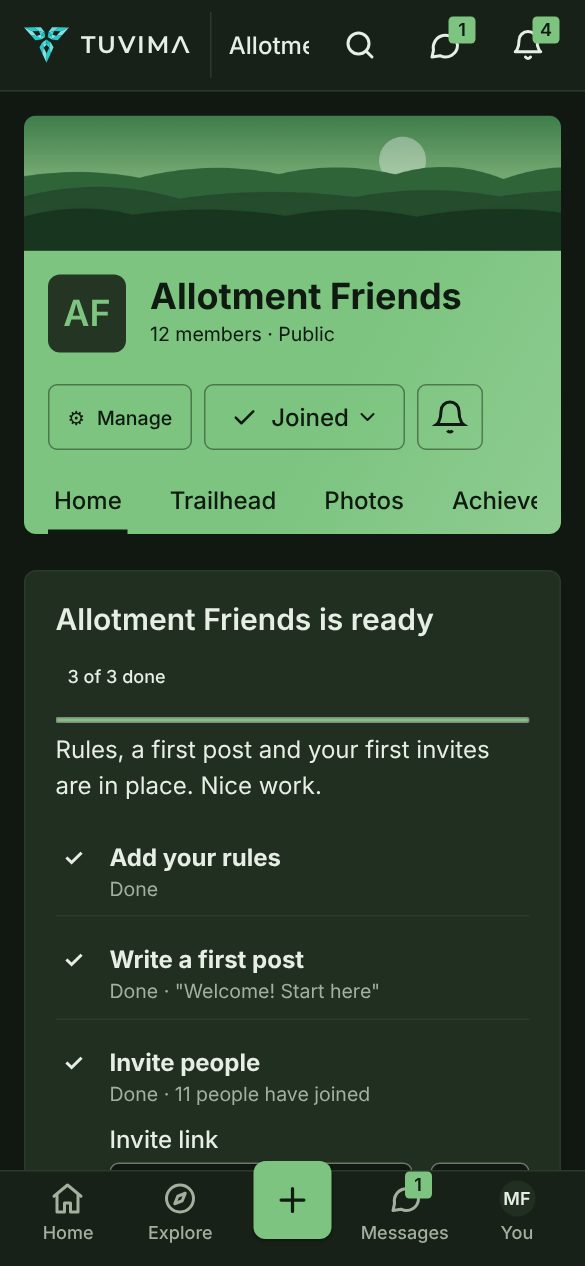 TUVIMA
Allotme
1
4
AF
Allotment Friends
12 members · Public
Manage
Joined
Home
Trailhead
Photos
Achieve
Allotment Friends is ready
3 of 3 done
Rules, a first post and your first invites
are in place. Nice work.
Add your rules
Done
Write a first post
Done · "Welcome! Start here"
Invite people
Done · 11 people have joined
Invite link
1
MF
Home
Explore
Messages
You